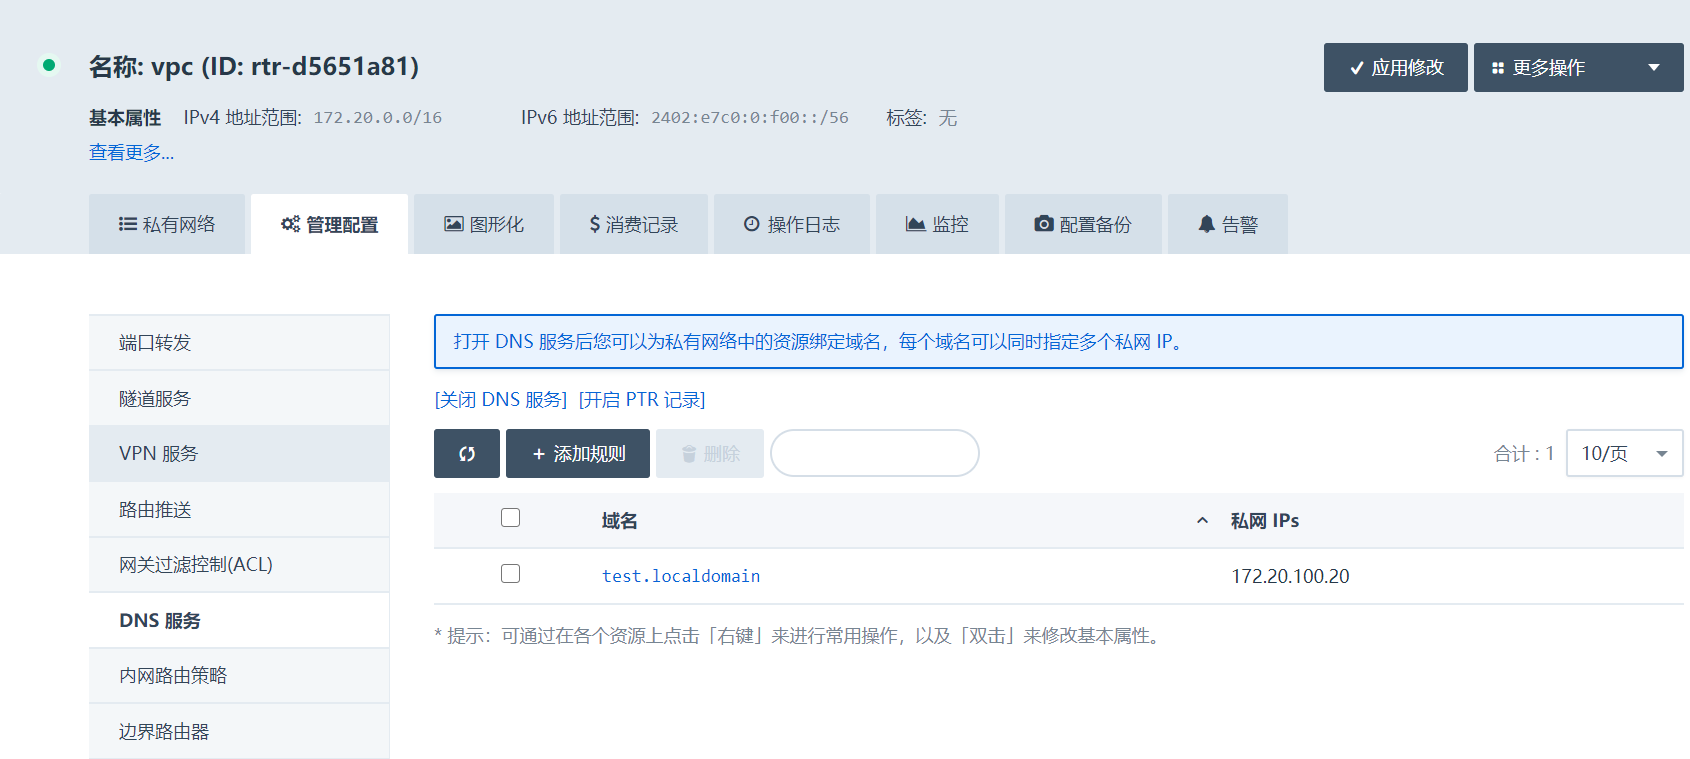 名称: vpc (ID: rtr-d5651a81)
应用修改
更多操作
基本属性 IPv4 地址范围: 172.20.0.0/16 IPv6 地址范围: 2402:e7c0:0:f00::/56 标签: 无
查看更多...
私有网络
管理配置
图形化
消费记录
操作日志
监控
配置备份
告警
端口转发
隧道服务
VPN 服务
路由推送
网关过滤控制(ACL)
DNS 服务
内网路由策略
边界路由器
打开 DNS 服务后您可以为私有网络中的资源绑定域名，每个域名可以同时指定多个私网 IP。
[关闭 DNS 服务] [开启 PTR 记录]
+ 添加规则
删除
合计 : 1
10/页
域名 私网 IPs
test.localdomain 172.20.100.20
* 提示：可通过在各个资源上点击「右键」来进行常用操作，以及「双击」来修改基本属性。